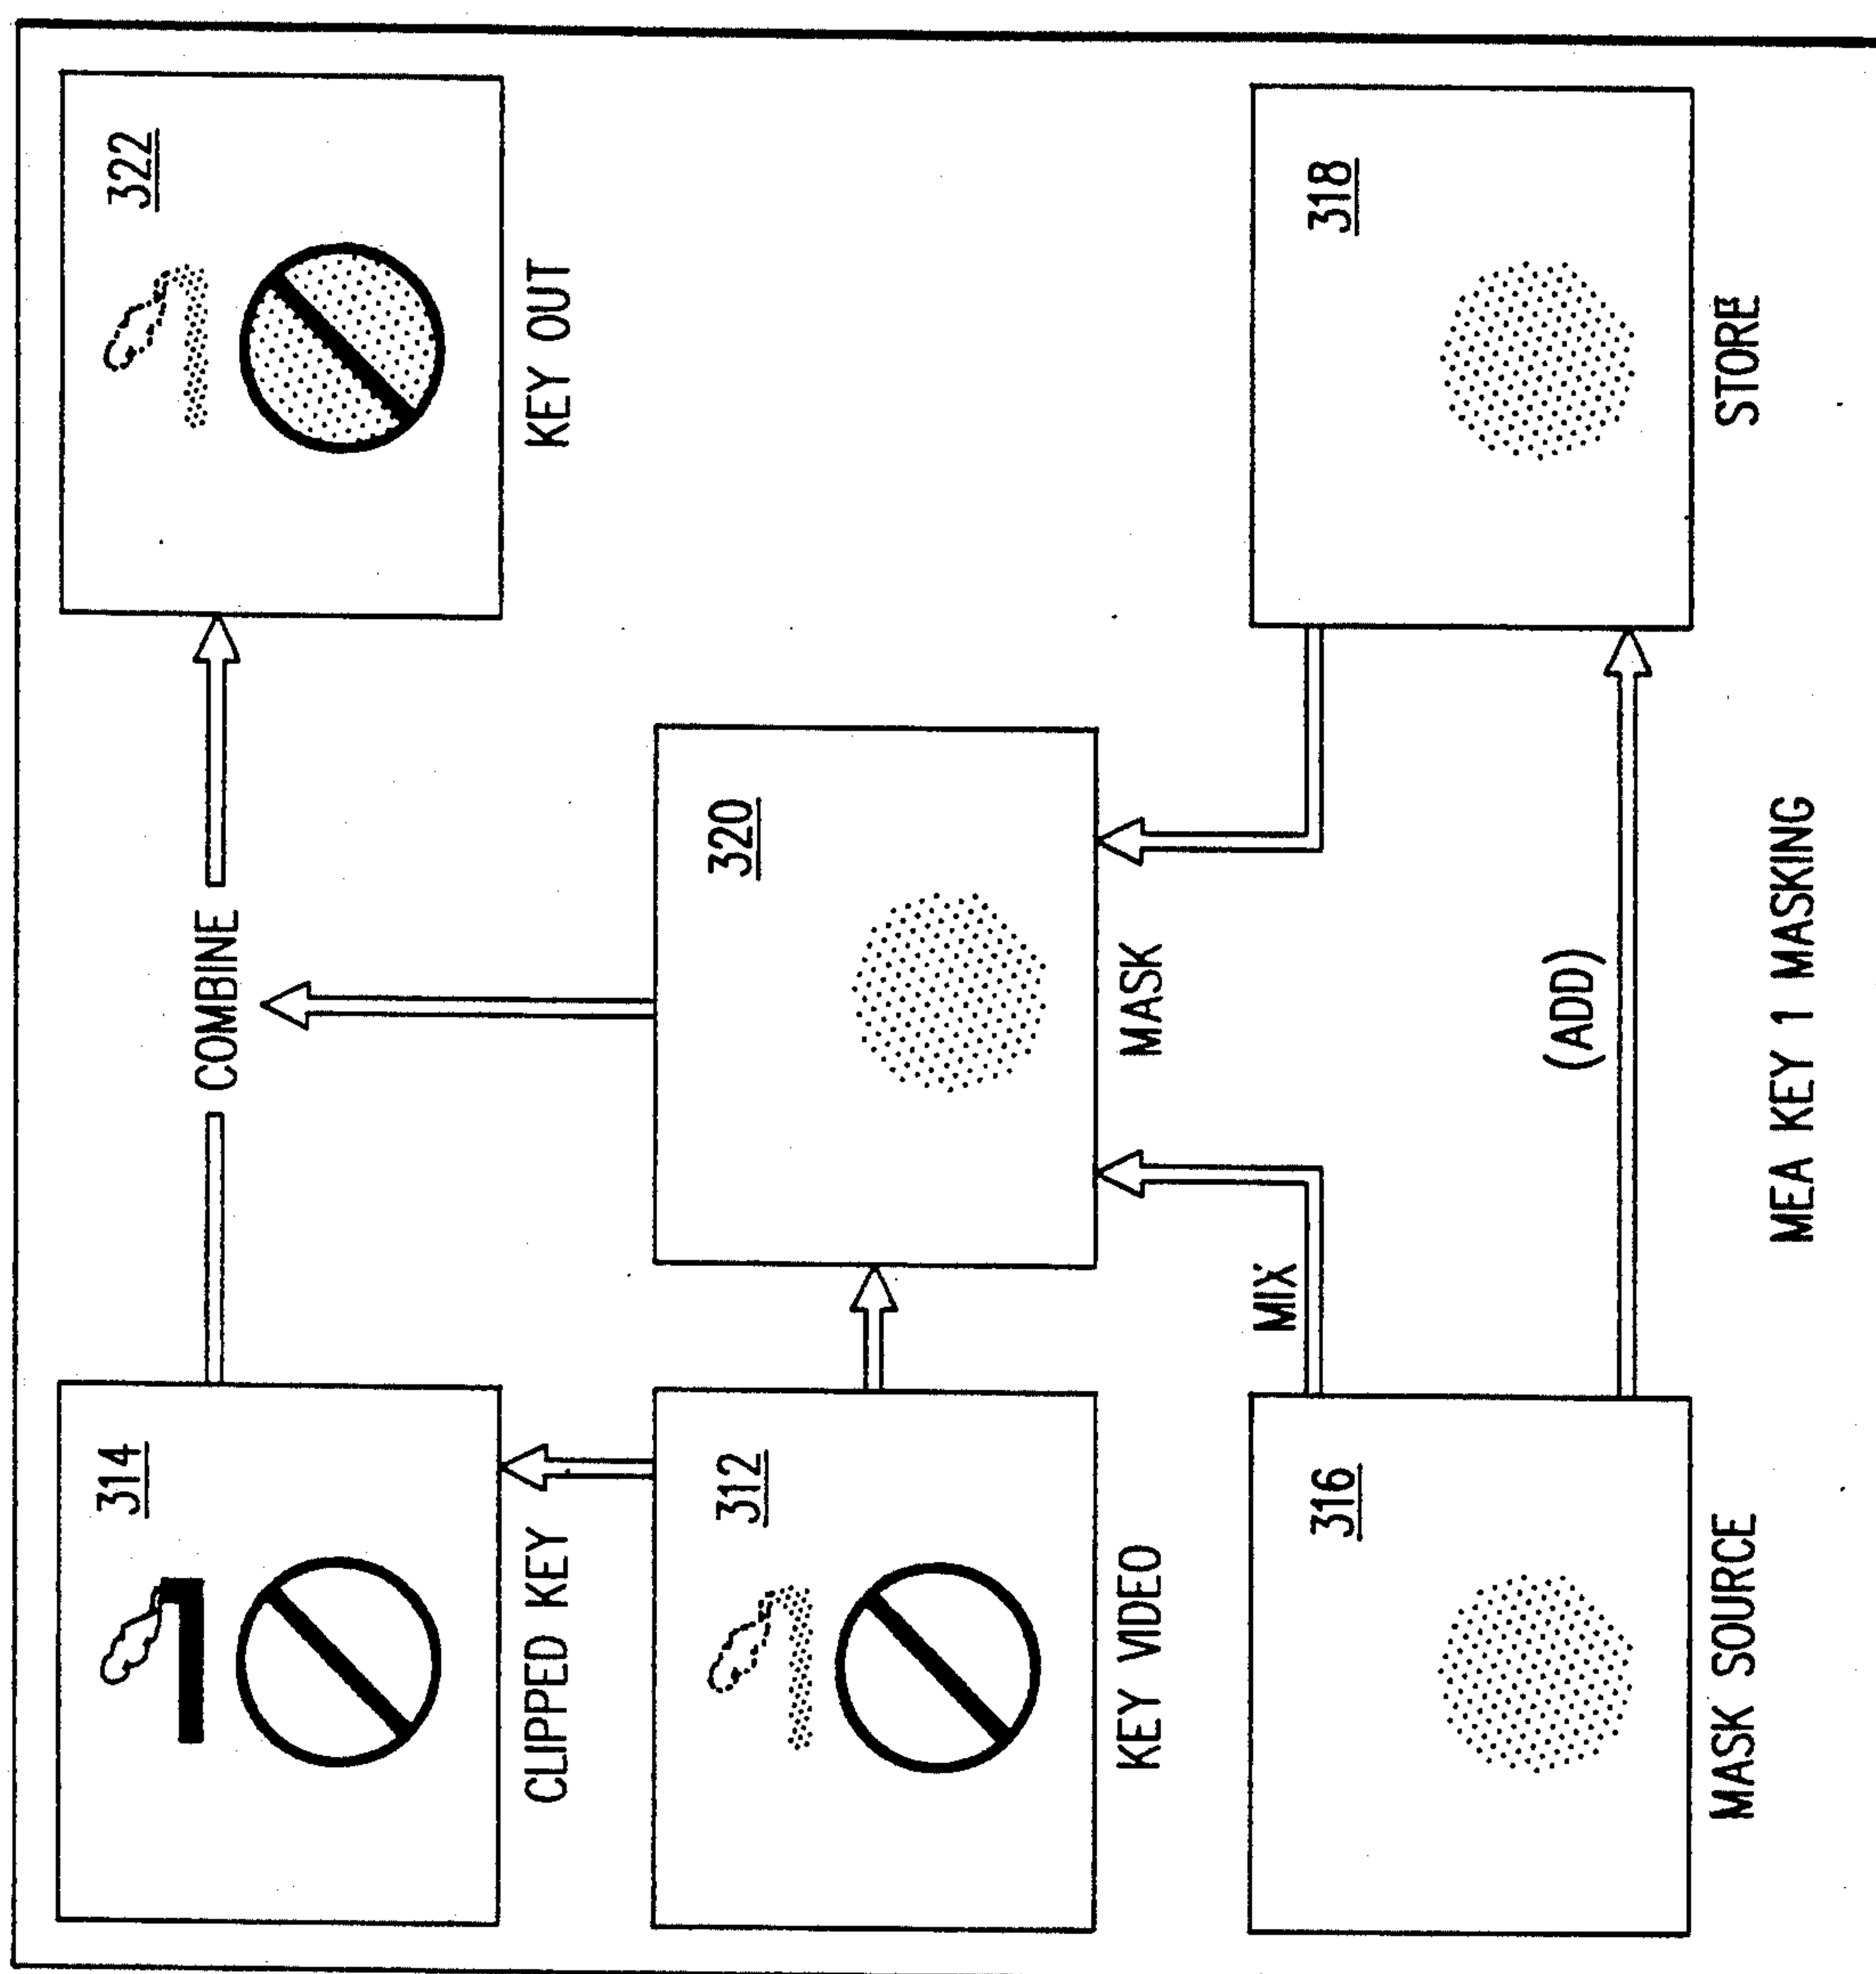 314
CLIPPED KEY
COMBINE
322
KEY OUT
312
KEY VIDEO
320
MASK
316
MASK SOURCE
MIX
(ADD)
318
STORE
MEA KEY 1 MASKING